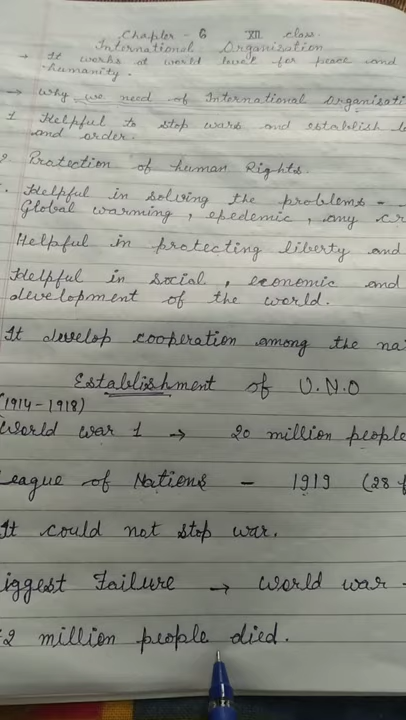 Chapter - 6 XII class.
International Organisation
→ It works at world level for peace and
humanity.
→ Why we need of International Organisati
1 Helpful to stop wars and establish
and order.
Protection of human Rights.
Helpful in solving the problems -
Global warming, epedemic, any cr
Helpful in protecting liberty and
Helpful in social, economic and
development of the world.
It develop cooperation among the na
Establishment of U.N.O
(1914-1918)
World war 1 → 20 million people
League of Nations - 1919 (28
It could not stop war.
iggest Failure → World war
2 million people died.